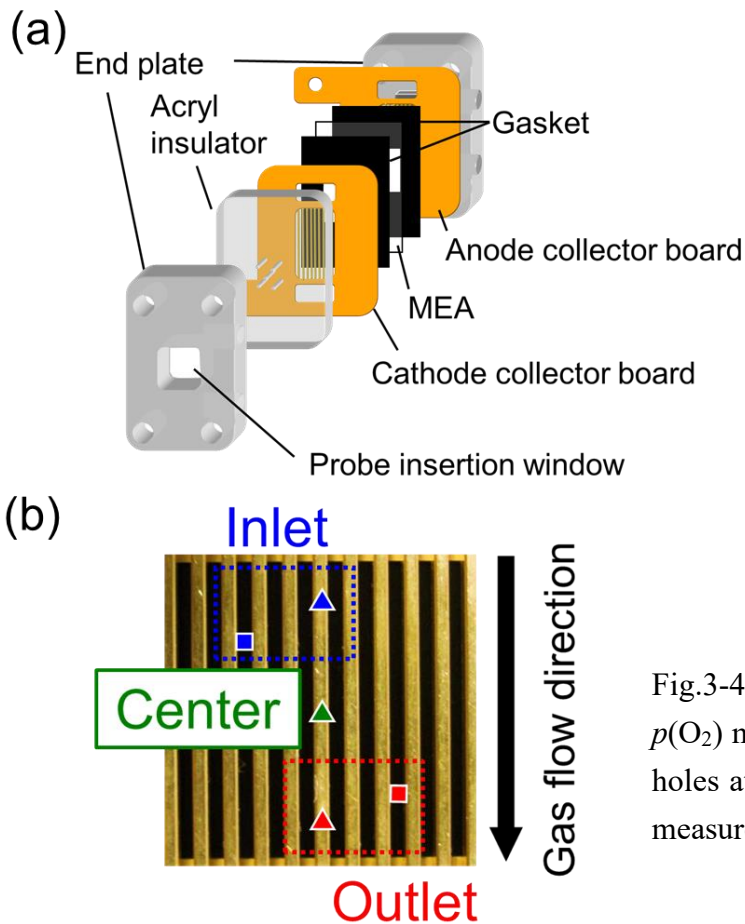 (a)
End plate
Acryl
insulator
Gasket
Anode collector board
MEA
Cathode collector board
Probe insertion window
(b)
Inlet
Center
Outlet
Gas flow direction
Fig.3-4
p(O₂) m
holes a
measur